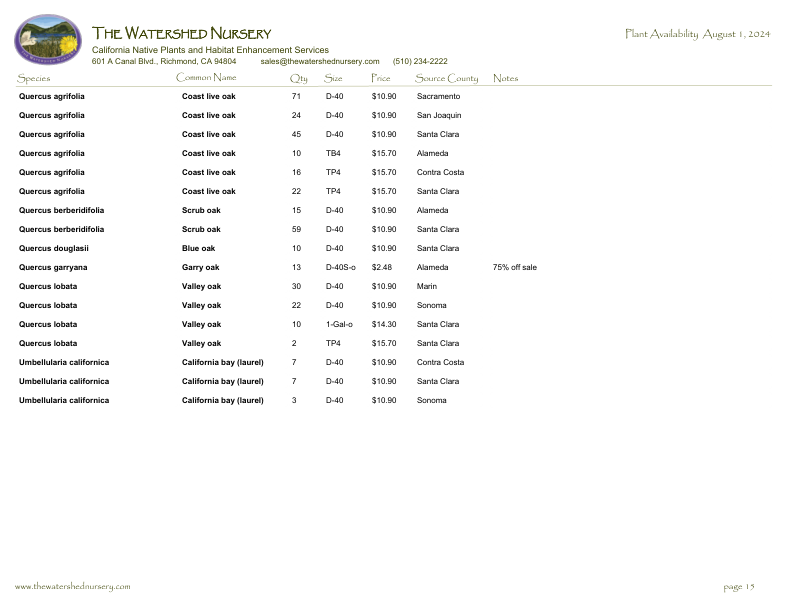 The Watershed Nursery
Plant Availability August 1, 2024
California Native Plants and Habitat Enhancement Services
601 A Canal Blvd., Richmond, CA 94804 sales@thewatershednursery.com (510) 234-2222
Species Common Name Qty Size Price Source County Notes
Quercus agrifolia Coast live oak 71 D-40 $10.90 Sacramento
Quercus agrifolia Coast live oak 24 D-40 $10.90 San Joaquin
Quercus agrifolia Coast live oak 45 D-40 $10.90 Santa Clara
Quercus agrifolia Coast live oak 10 TB4 $15.70 Alameda
Quercus agrifolia Coast live oak 16 TP4 $15.70 Contra Costa
Quercus agrifolia Coast live oak 22 TP4 $15.70 Santa Clara
Quercus berberidifolia Scrub oak 15 D-40 $10.90 Alameda
Quercus berberidifolia Scrub oak 59 D-40 $10.90 Santa Clara
Quercus douglasii Blue oak 10 D-40 $10.90 Santa Clara
Quercus garryana Garry oak 13 D-40S-o $2.48 Alameda 75% off sale
Quercus lobata Valley oak 30 D-40 $10.90 Marin
Quercus lobata Valley oak 22 D-40 $10.90 Sonoma
Quercus lobata Valley oak 10 1-Gal-o $14.30 Santa Clara
Quercus lobata Valley oak 2 TP4 $15.70 Santa Clara
Umbellularia californica California bay (laurel) 7 D-40 $10.90 Contra Costa
Umbellularia californica California bay (laurel) 7 D-40 $10.90 Santa Clara
Umbellularia californica California bay (laurel) 3 D-40 $10.90 Sonoma
www.thewatershednursery.com page 15